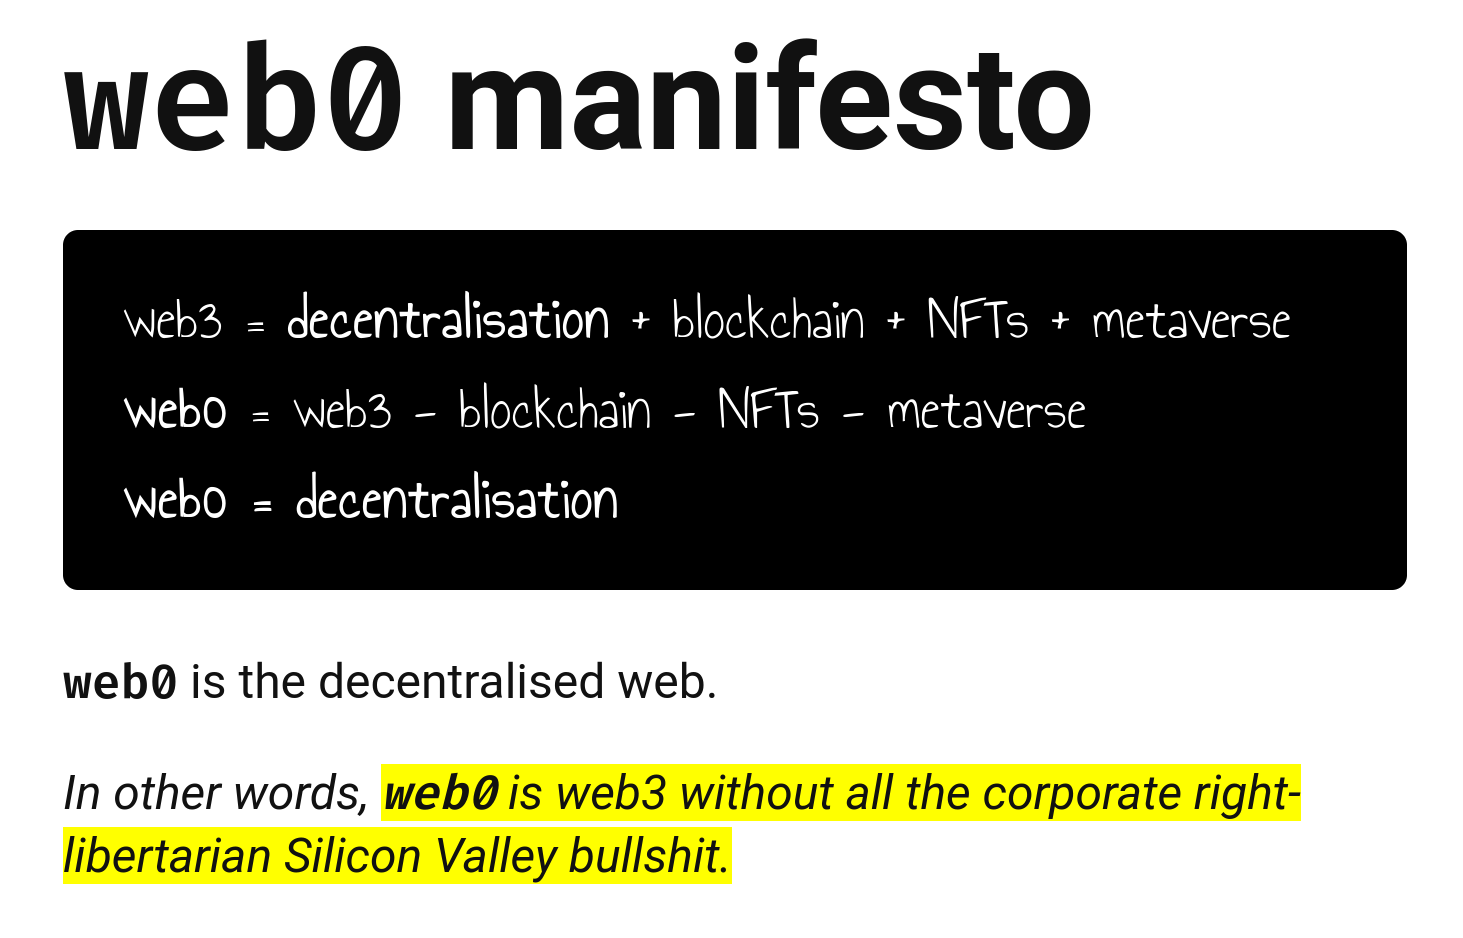 web0 manifesto
web3 = decentralisation + blockchain + NFTs + metaverse
web0 = web3 – blockchain – NFTs – metaverse
web0 = decentralisation
web0 is the decentralised web.
In other words, web0 is web3 without all the corporate right-
libertarian Silicon Valley bullshit.